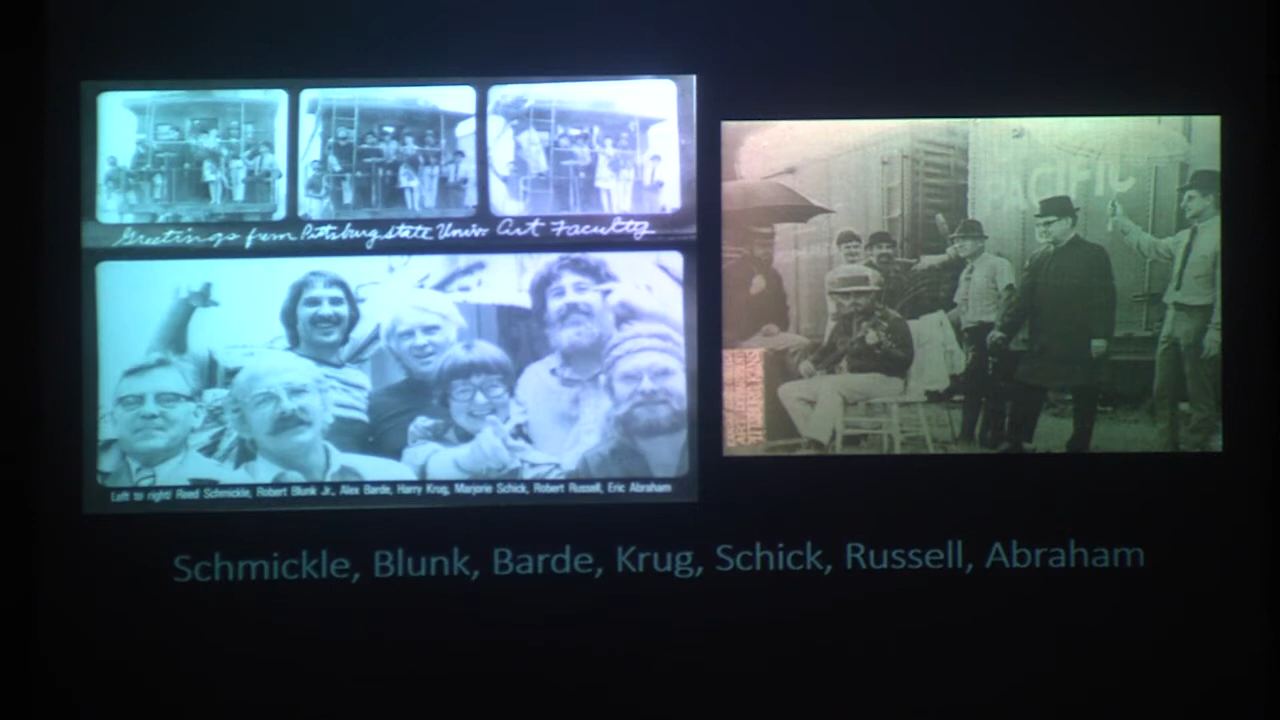 Greetings from Pittsburg State Univ. Art Faculty
PACIFIC
Left to right: Reed Schmickle, Robert Blunk Jr., Alex Barde, Harry Krug, Marjorie Schick, Robert Russell, Eric Abraham
Schmickle, Blunk, Barde, Krug, Schick, Russell, Abraham